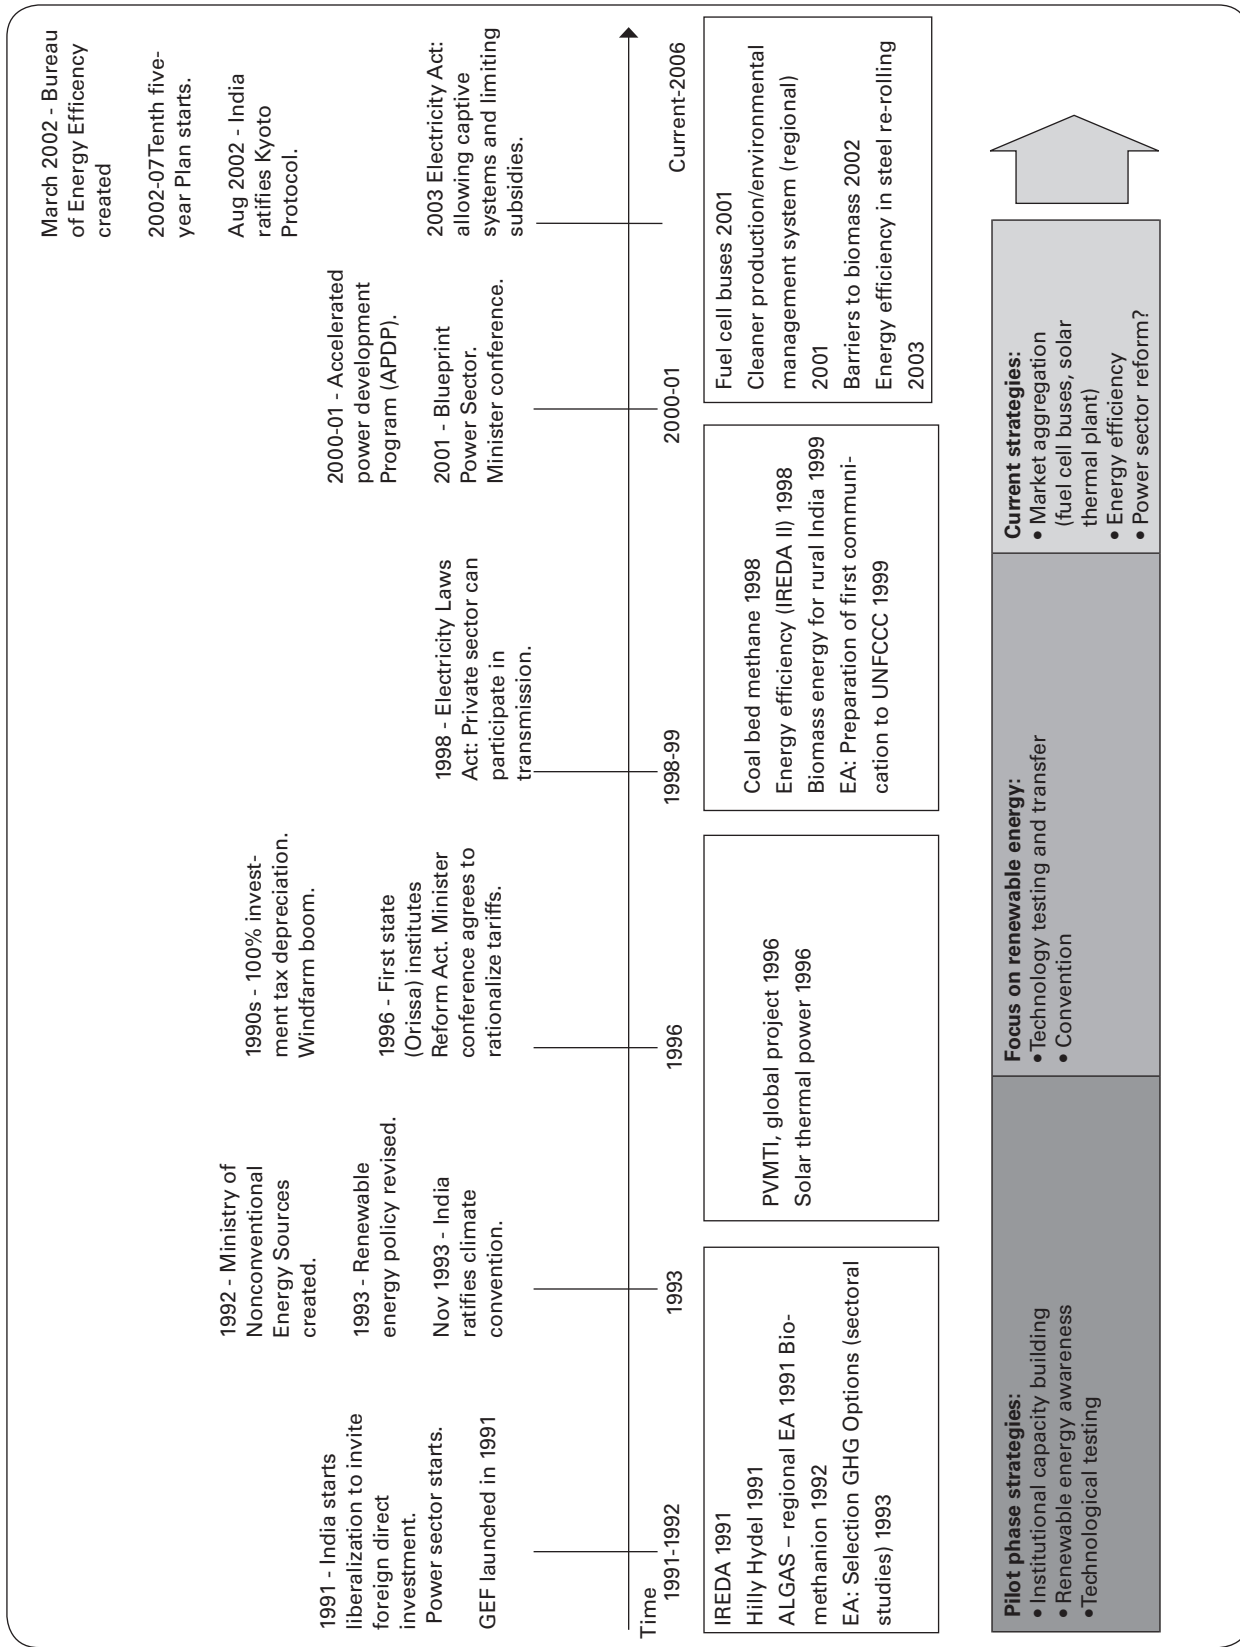 1991 - India starts
liberalization to invite
foreign direct
investment.
Power sector starts.
GEF launched in 1991
1992 - Ministry of
Nonconventional
Energy Sources
created.
1993 - Renewable
energy policy revised.
Nov 1993 - India
ratifies climate
convention.
1990s - 100% invest-
ment tax depreciation.
Windfarm boom.
1996 - First state
(Orissa) institutes
Reform Act. Minister
conference agrees to
rationalize tariffs.
1998 - Electricity Laws
Act: Private sector can
participate in
transmission.
2000-01 - Accelerated
power development
Program (APDP).
2001 - Blueprint
Power Sector.
Minister conference.
March 2002 - Bureau
of Energy Efficency
created
2002-07Tenth five-
year Plan starts.
Aug 2002 - India
ratifies Kyoto
Protocol.
2003 Electricity Act:
allowing captive
systems and limiting
subsidies.
Time
1991-1992
1993
1996
1998-99
2000-01
Current-2006
IREDA 1991
Hilly Hydel 1991
ALGAS – regional EA 1991 Bio-
methanion 1992
EA: Selection GHG Options (sectoral
studies) 1993
PVMTI, global project 1996
Solar thermal power 1996
Coal bed methane 1998
Energy efficiency (IREDA II) 1998
Biomass energy for rural India 1999
EA: Preparation of first communi-
cation to UNFCCC 1999
Fuel cell buses 2001
Cleaner production/environmental
management system (regional)
2001
Barriers to biomass 2002
Energy efficiency in steel re-rolling
2003
Pilot phase strategies:
• Institutional capacity building
• Renewable energy awareness
•Technological testing
Focus on renewable energy:
•Technology testing and transfer
• Convention
Current strategies:
• Market aggregation
(fuel cell buses, solar
thermal plant)
• Energy efficiency
• Power sector reform?